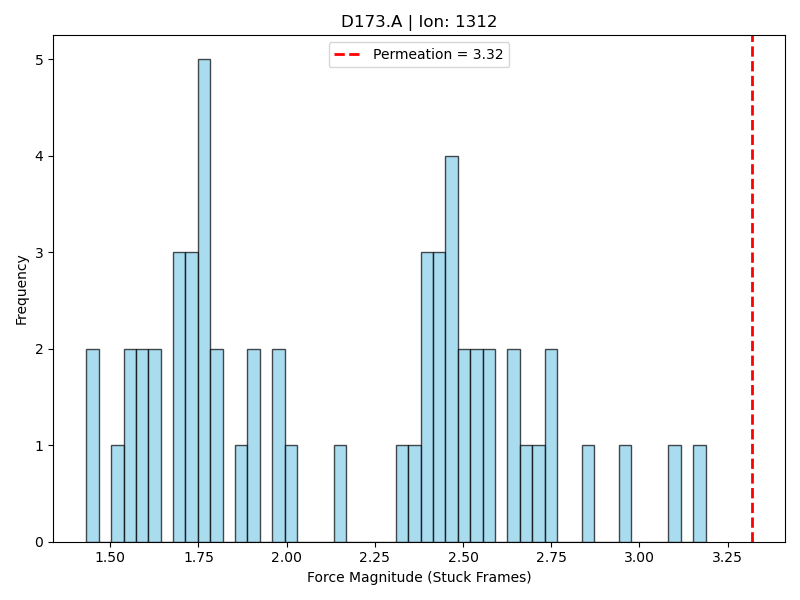 D173.A | Ion: 1312
Permeation = 3.32
Frequency
5
4
3
2
1
0
1.50 1.75 2.00 2.25 2.50 2.75 3.00 3.25
Force Magnitude (Stuck Frames)